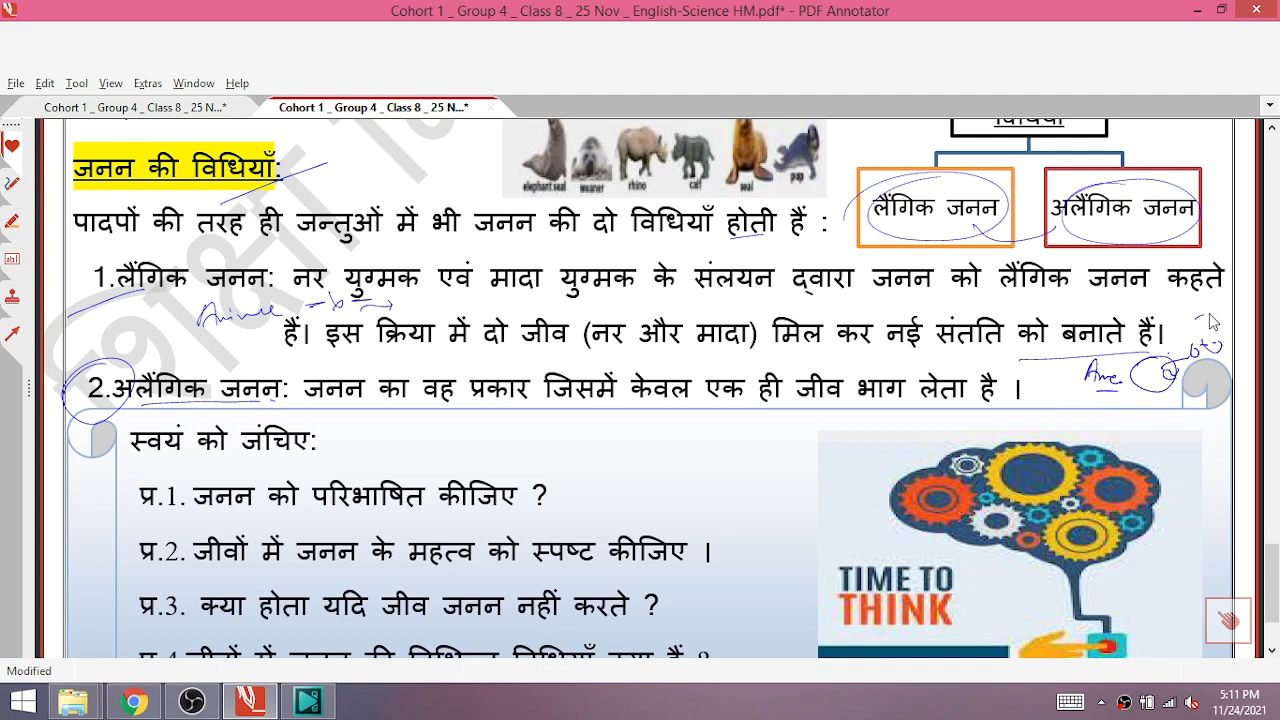 Cohort 1 _ Group 4 _ Class 8 _ 25 Nov _ English-Science HM.pdf* - PDF Annotator
File Edit Tool View Extras Window Help
Cohort 1 _ Group 4 _ Class 8 _ 25 N...* Cohort 1 _ Group 4 _ Class 8 _ 25 N...*
elephant seal weaner rhino calf seal pup
विधियाँ
जनन की विधियाँ:
लैंगिक जनन अलैंगिक जनन
पादपों की तरह ही जन्तुओं में भी जनन की दो विधियाँ होती हैं :
1.लैंगिक जनन: नर युग्मक एवं मादा युग्मक के संलयन द्वारा जनन को लैंगिक जनन कहते
हैं। इस क्रिया में दो जीव (नर और मादा) मिल कर नई संतति को बनाते हैं।
2.अलैंगिक जनन: जनन का वह प्रकार जिसमें केवल एक ही जीव भाग लेता है ।
स्वयं को जंचिए:
प्र.1. जनन को परिभाषित कीजिए ?
प्र.2. जीवों में जनन के महत्व को स्पष्ट कीजिए ।
प्र.3. क्या होता यदि जीव जनन नहीं करते ?
प्र.4.जीवों में जनन की विभिन्न विधियाँ क्या हैं ?
TIME TO
THINK
Modified
5:11 PM
11/24/2021